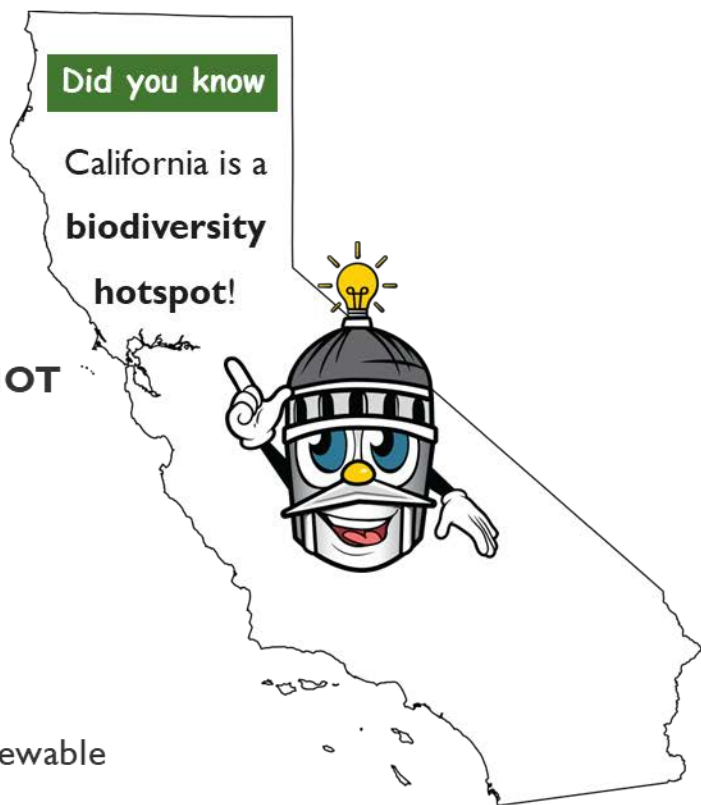 Did you know
California is a
biodiversity
hotspot!
OT
ewable